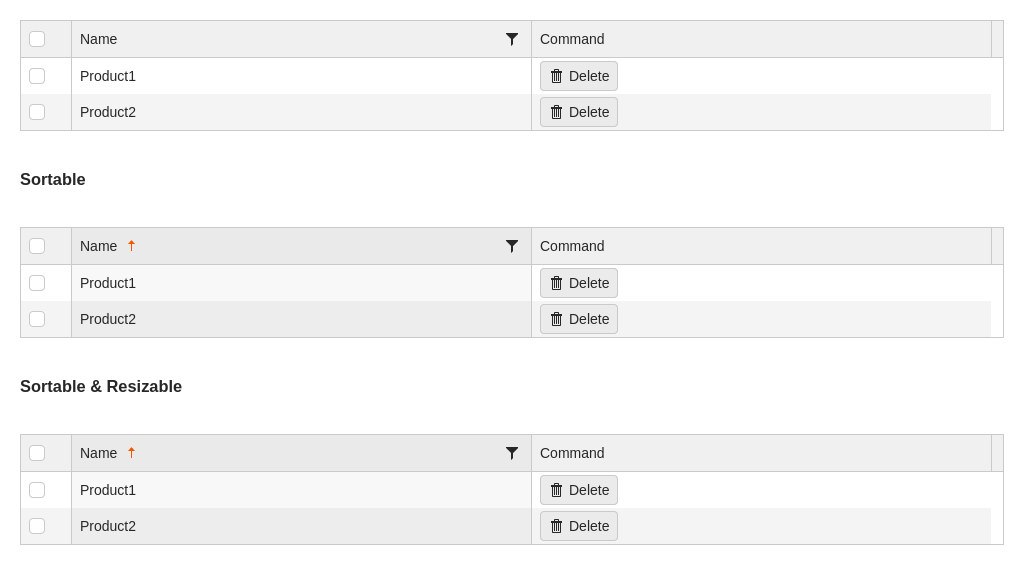 Name Command
Product1 Delete
Product2 Delete
Sortable
Name Command
Product1 Delete
Product2 Delete
Sortable & Resizable
Name Command
Product1 Delete
Product2 Delete